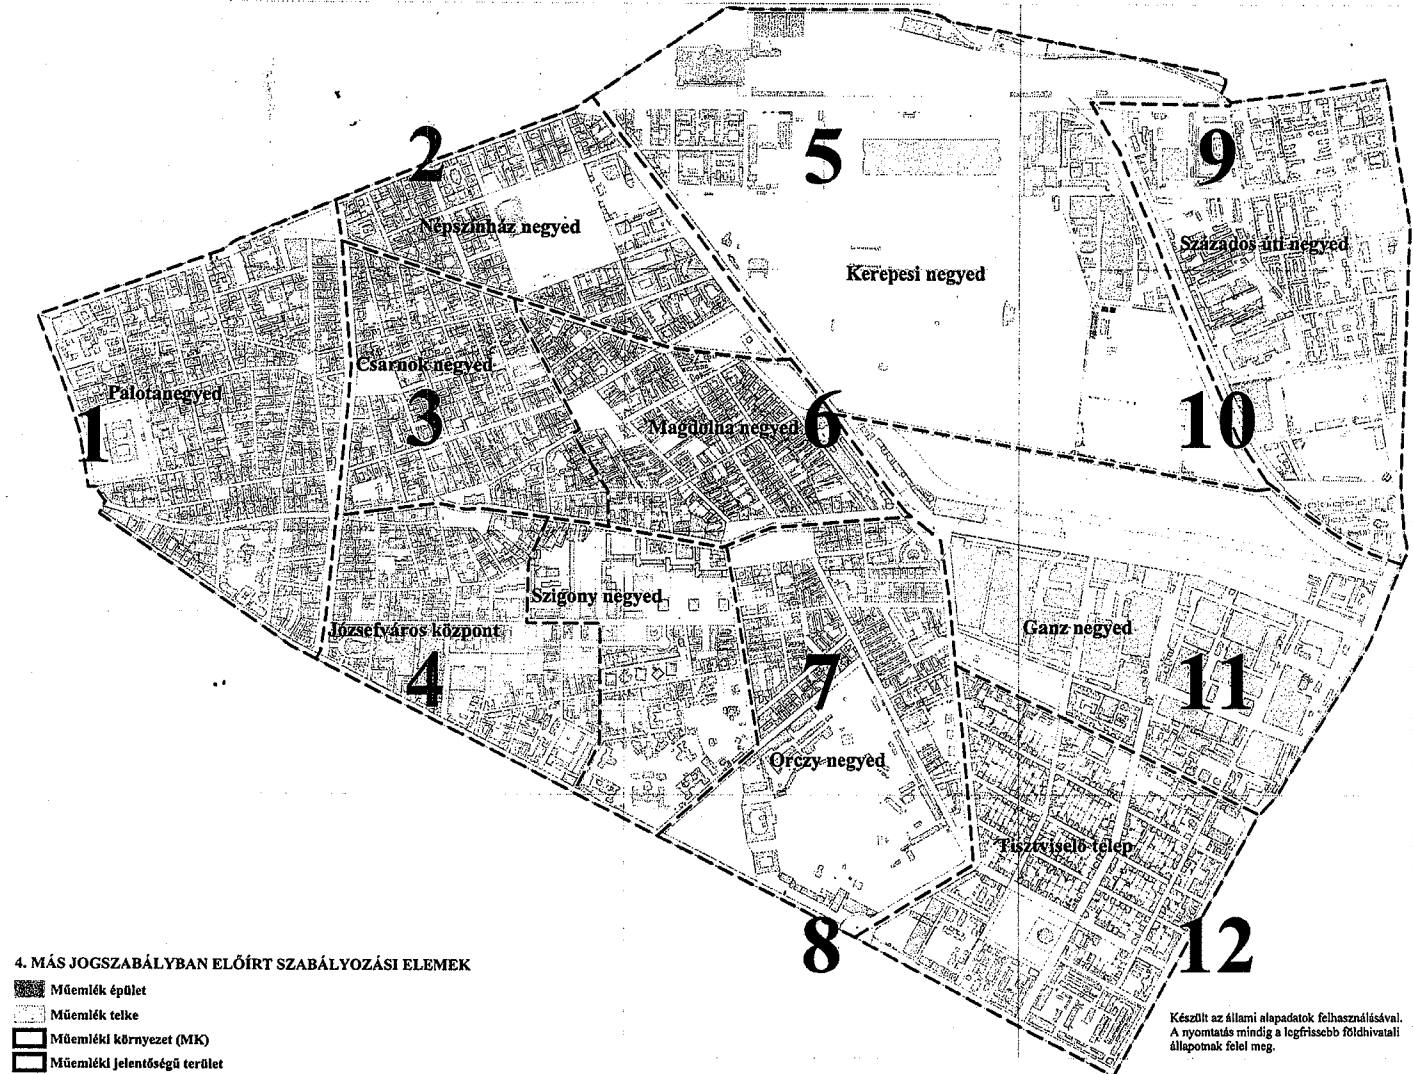 2
5
9
Népszínház negyed
Százados úti negyed
Kerepesi negyed
Csarnok negyed
Palotanegyed
1
3
Magdolna negyed
6
10
Szigony negyed
Józsefváros központ
Ganz negyed
4
7
11
Orczy negyed
Tisztviselő telep
8
12
4. MÁS JOGSZABÁLYBAN ELŐÍRT SZABÁLYOZÁSI ELEMEK
Műemlék épület
Műemlék telke
Műemléki környezet (MK)
Műemléki jelentőségű terület
Készült az állami alapadatok felhasználásával.
A nyomtatás mindig a legfrissebb földhivatali
állapotnak felel meg.